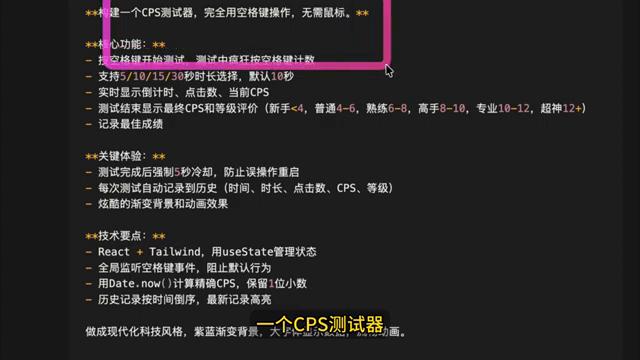 **构建一个CPS测试器，完全用空格键操作，无需鼠标。**
**核心功能：**
- 按空格键开始测试，测试中疯狂按空格键计数
- 支持5/10/15/30秒时长选择，默认10秒
- 实时显示倒计时、点击数、当前CPS
- 测试结束显示最终CPS和等级评价（新手<4，普通4-6，熟练6-8，高手8-10，专业10-12，超神12+）
- 记录最佳成绩
**关键体验：**
- 测试完成后强制5秒冷却，防止误操作重启
- 每次测试自动记录到历史（时间、时长、点击数、CPS、等级）
- 炫酷的渐变背景和动画效果
**技术要点：**
- React + Tailwind，用useState管理状态
- 全局监听空格键事件，阻止默认行为
- 用Date.now()计算精确CPS，保留1位小数
- 历史记录按时间倒序，最新记录高亮
做成现代化科技风格，紫蓝渐变背景，大字体显示数据，动画。
一个CPS测试器